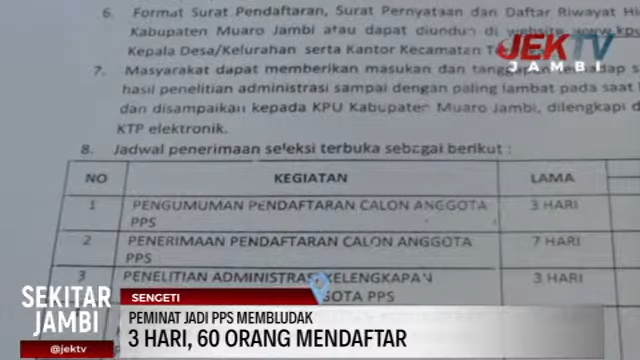 6. Format Surat Pendaftaran, Surat Pernyataan dan Daftar Riwayat
Kabupaten Muaro Jambi atau dapat diunduh di website www.kpu
Kepala Desa/Kelurahan serta Kantor Kecamatan
JEKTV
JAMBI
7. Masyarakat dapat memberikan masukan dan
hasil penelitian administrasi sampai dengan paling lambat pada saat
dan disampaikan kepada KPU Kabupaten Muaro Jambi, dilengkapi
KTP elektronik.
8. Jadwal penerimaan seleksi terbuka sebagai berikut :
NO KEGIATAN LAMA
1 PENGUMUMAN PENDAFTARAN CALON ANGGOTA 3 HARI
PPS
2 PENERIMAAN PENDAFTARAN CALON ANGGOTA 7 HARI
PPS
3 PENELITIAN ADMINISTRASI KELENGKAPAN 3 HARI
PPS
SEKITAR
JAMBI
@jektv
SENGETI
PEMINAT JADI PPS MEMBLUDAK
3 HARI, 60 ORANG MENDAFTAR